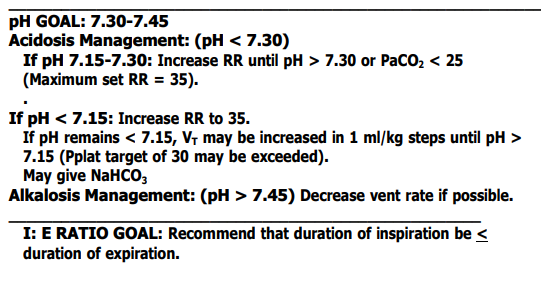 pH GOAL: 7.30-7.45
Acidosis Management: (pH < 7.30)
If pH 7.15-7.30: Increase RR until pH > 7.30 or PaCO₂ < 25
(Maximum set RR = 35).
.
If pH < 7.15: Increase RR to 35.
If pH remains < 7.15, VT may be increased in 1 ml/kg steps until pH >
7.15 (Pplat target of 30 may be exceeded).
May give NaHCO₃
Alkalosis Management: (pH > 7.45) Decrease vent rate if possible.
I: E RATIO GOAL: Recommend that duration of inspiration be <
duration of expiration.